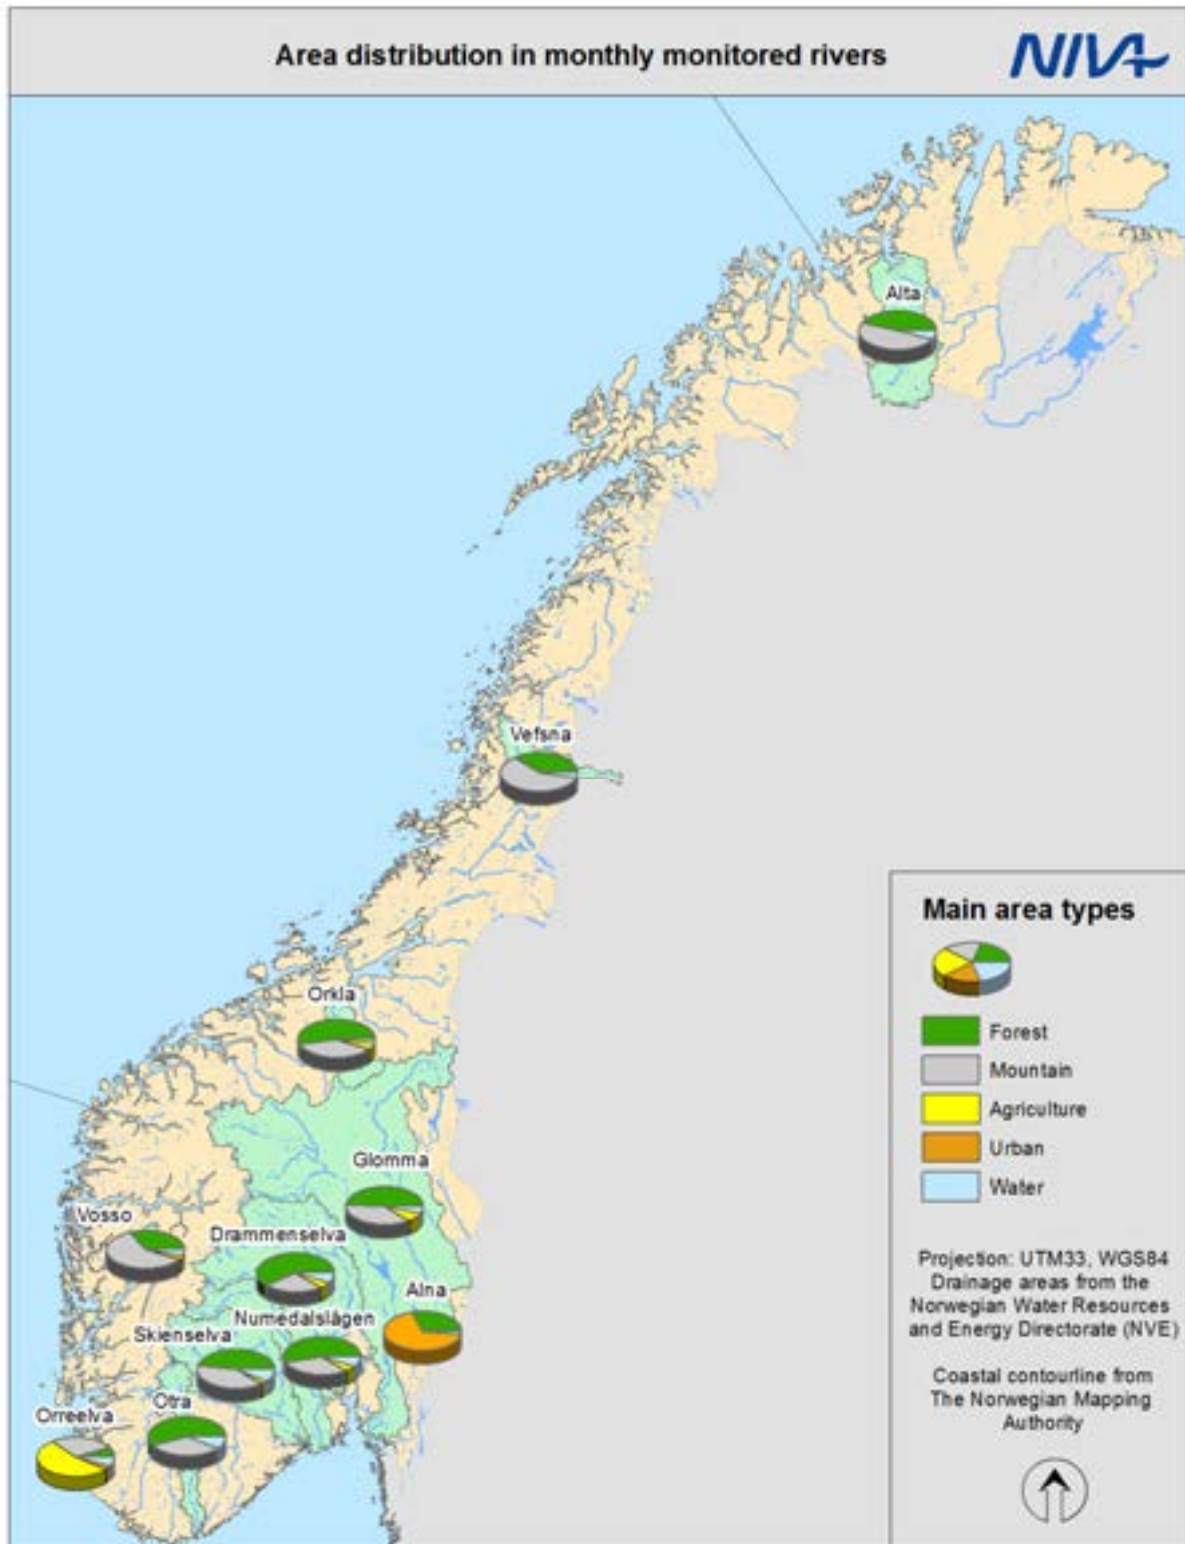 Area distribution in monthly monitored rivers
NIVA
Alta
Vefsna
Orkla
Glomma
Vosso
Drammenselva
Alna
Numedalslågen
Skienselva
Otra
Orreelva
Main area types
Forest
Mountain
Agriculture
Urban
Water
Projection: UTM33, WGS84
Drainage areas from the
Norwegian Water Resources
and Energy Directorate (NVE)
Coastal contourline from
The Norwegian Mapping
Authority